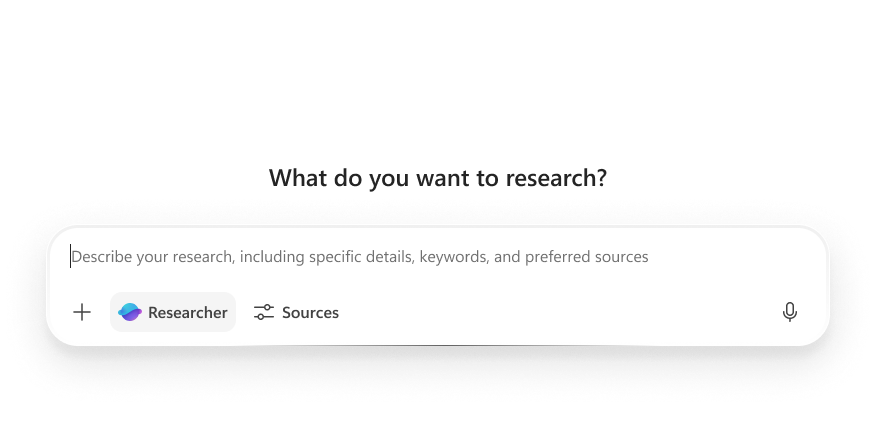 What do you want to research?
Describe your research, including specific details, keywords, and preferred sources
Researcher Sources